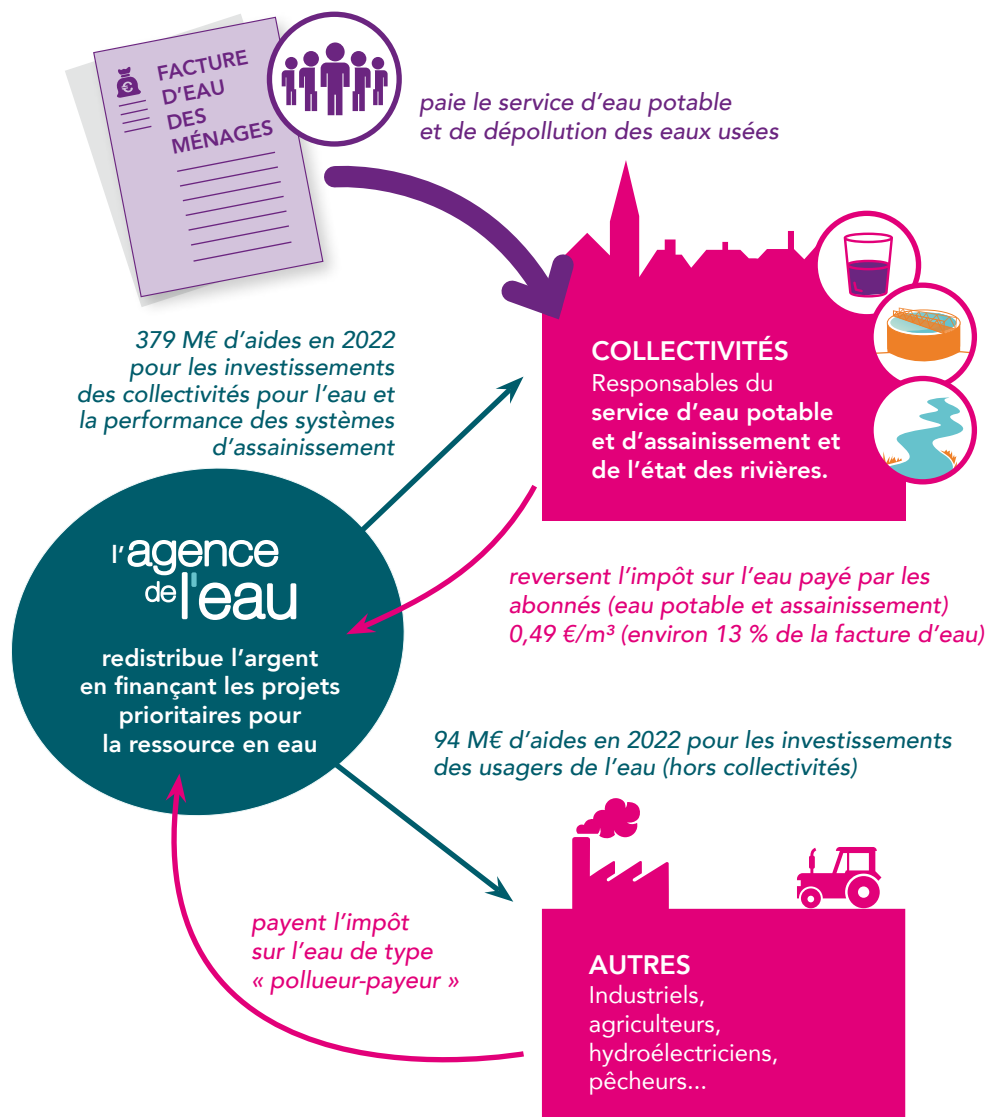 FACTURE
D'EAU
DES
MÉNAGES
€
paie le service d'eau potable
et de dépollution des eaux usées
379 M€ d'aides en 2022
pour les investissements
des collectivités pour l'eau et
la performance des systèmes
d'assainissement
COLLECTIVITÉS
Responsables du
service d'eau potable
et d'assainissement et
de l'état des rivières.
l'agence
de l'eau
redistribue l'argent
en finançant les projets
prioritaires pour
la ressource en eau
reversent l'impôt sur l'eau payé par les
abonnés (eau potable et assainissement)
0,49 €/m³ (environ 13 % de la facture d'eau)
94 M€ d'aides en 2022 pour les investissements
des usagers de l'eau (hors collectivités)
payent l'impôt
sur l'eau de type
« pollueur-payeur »
AUTRES
Industriels,
agriculteurs,
hydroélectriciens,
pêcheurs...